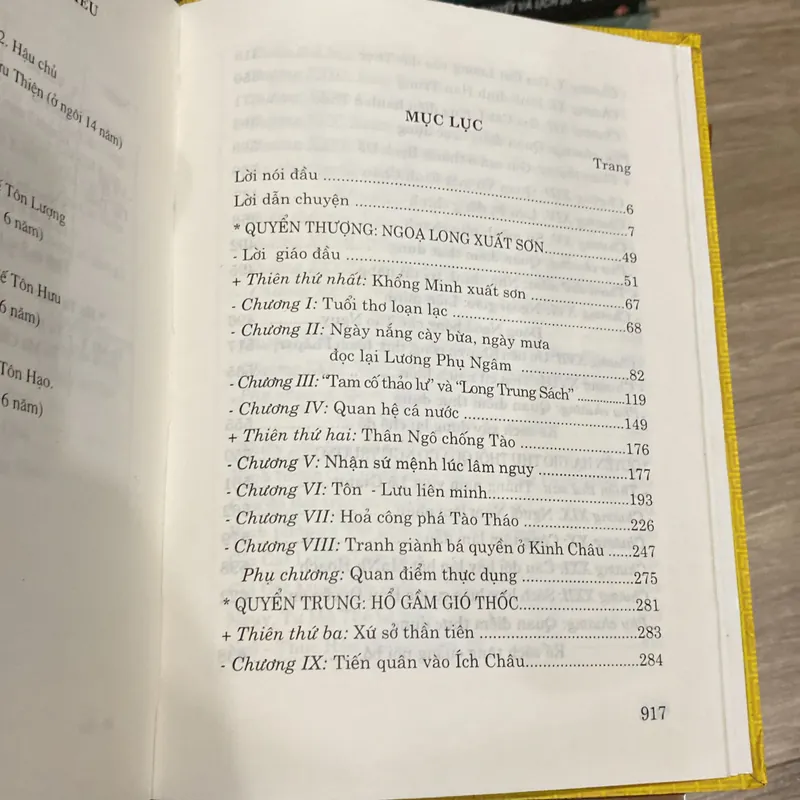 2. Hậu chủ
Thiện (ở ngôi 14 năm)
Tôn Lượng
6 năm)
Tôn Hưu
6 năm)
Tôn Hạo.
6 năm)
MỤC LỤC
Trang
Lời nói đầu ..........6
Lời dẫn chuyện ..........7
* QUYỂN THƯỢNG: NGOẠ LONG XUẤT SƠN..........49
- Lời giáo đầu ..........51
+ Thiên thứ nhất: Khổng Minh xuất sơn ..........67
- Chương I: Tuổi thơ loạn lạc ..........68
- Chương II: Ngày nắng cày bừa, ngày mưa
đọc lại Lương Phụ Ngâm ..........82
- Chương III: "Tam cố thảo lư" và "Long Trung Sách" ..........119
- Chương IV: Quan hệ cá nước ..........149
+ Thiên thứ hai: Thân Ngô chống Tào ..........176
- Chương V: Nhận sứ mệnh lúc lâm nguy ..........177
- Chương VI: Tôn - Lưu liên minh..........193
- Chương VII: Hoả công phá Tào Tháo ..........226
- Chương VIII: Tranh giành bá quyền ở Kinh Châu ......247
Phụ chương: Quan điểm thực dụng ..........275
* QUYỂN TRUNG: HỔ GẦM GIÓ THỐC..........281
+ Thiên thứ ba: Xứ sở thần tiên ..........283
- Chương IX: Tiến quân vào Ích Châu..........284
917